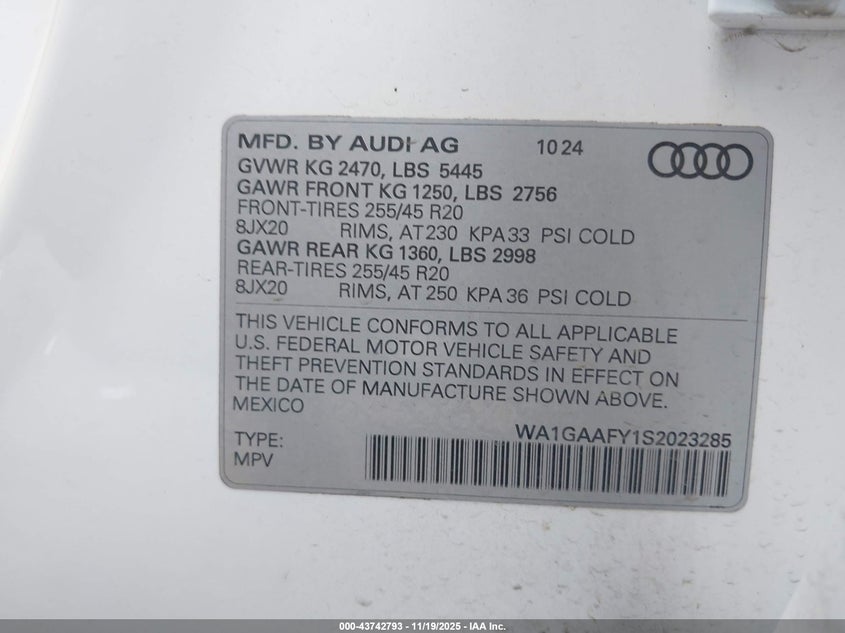 MFD. BY AUDI AG 10 24
GVWR KG 2470, LBS 5445
GAWR FRONT KG 1250, LBS 2756
FRONT-TIRES 255/45 R20
8JX20 RIMS, AT 230 KPA 33 PSI COLD
GAWR REAR KG 1360, LBS 2998
REAR-TIRES 255/45 R20
8JX20 RIMS, AT 250 KPA 36 PSI COLD
THIS VEHICLE CONFORMS TO ALL APPLICABLE
U.S. FEDERAL MOTOR VEHICLE SAFETY AND
THEFT PREVENTION STANDARDS IN EFFECT ON
THE DATE OF MANUFACTURE SHOWN ABOVE.
MEXICO
WA1GAAFY1S2023285
TYPE:
MPV
000-43742793 - 11/19/2025 - IAA Inc.